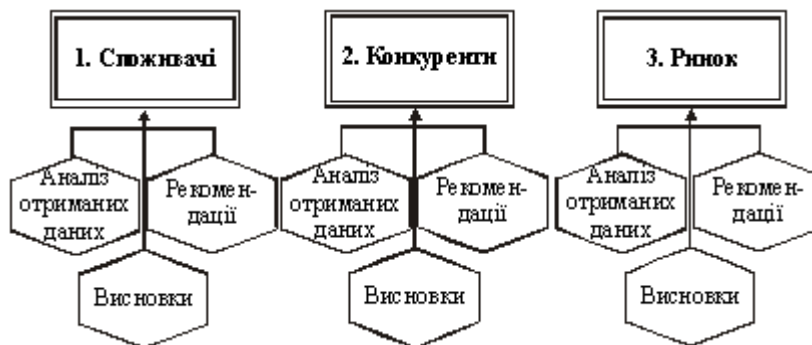 1. Споживачі
Аналіз
отриманих
даних
Рекомен-
дації
Висновки
2. Конкуренти
Аналіз
отриманих
даних
Рекомен-
дації
Висновки
3. Ринок
Аналіз
отриманих
даних
Рекомен-
дації
Висновки